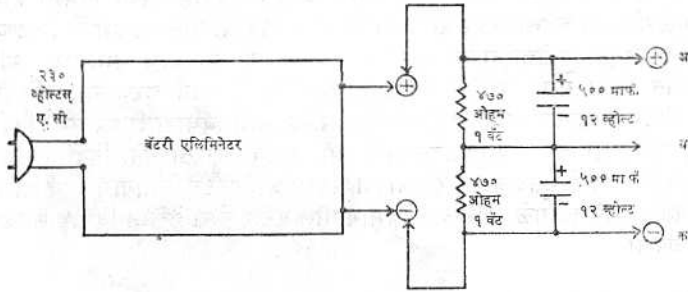 २३०
व्होल्टस्
ए. सी
बॅटरी एलिमिनेटर
+
−
४७०
ओहम
१ वॅट
४७०
ओहम
१ वॅट
+
५०० माफॅ.
− १२ व्होल्ट
+
५०० माफॅ.
− १२ व्होल्ट
+ अ
ब
− क